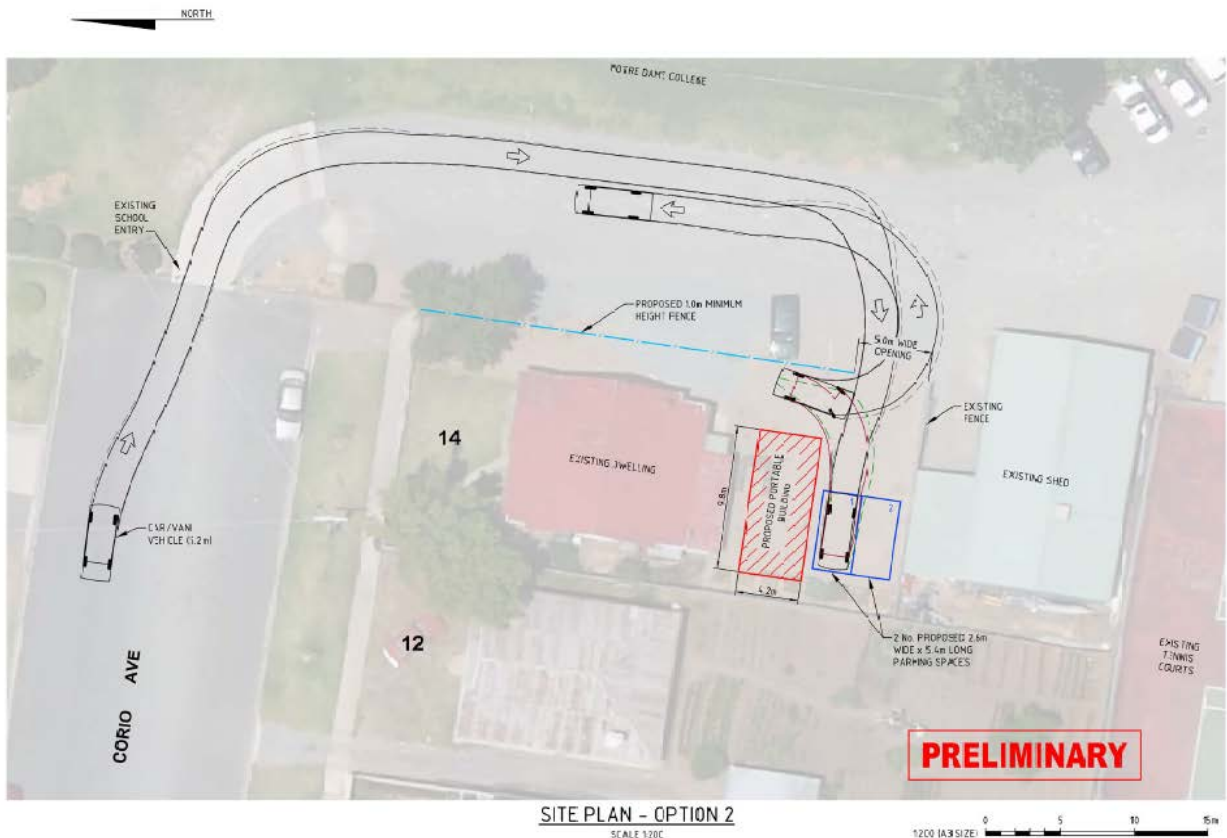 NORTH
NOTRE DAME COLLEGE
EXISTING
SCHOOL
ENTRY
PROPOSED 1.0m MINIMUM
HEIGHT FENCE
5.0m WIDE
OPENING
EXISTING
FENCE
14
EXISTING DWELLING
9.8m
PROPOSED PORTABLE
BUILDING
4.2m
1
2
EXISTING SHED
CAR/VAN
VEHICLE (5.2m)
2 No. PROPOSED 2.6m
WIDE x 5.4m LONG
PARKING SPACES
12
EXISTING
TENNIS
COURTS
CORIO AVE
PRELIMINARY
SITE PLAN - OPTION 2
SCALE 1:200
1:200 (A3 SIZE)
0 5 10 15m